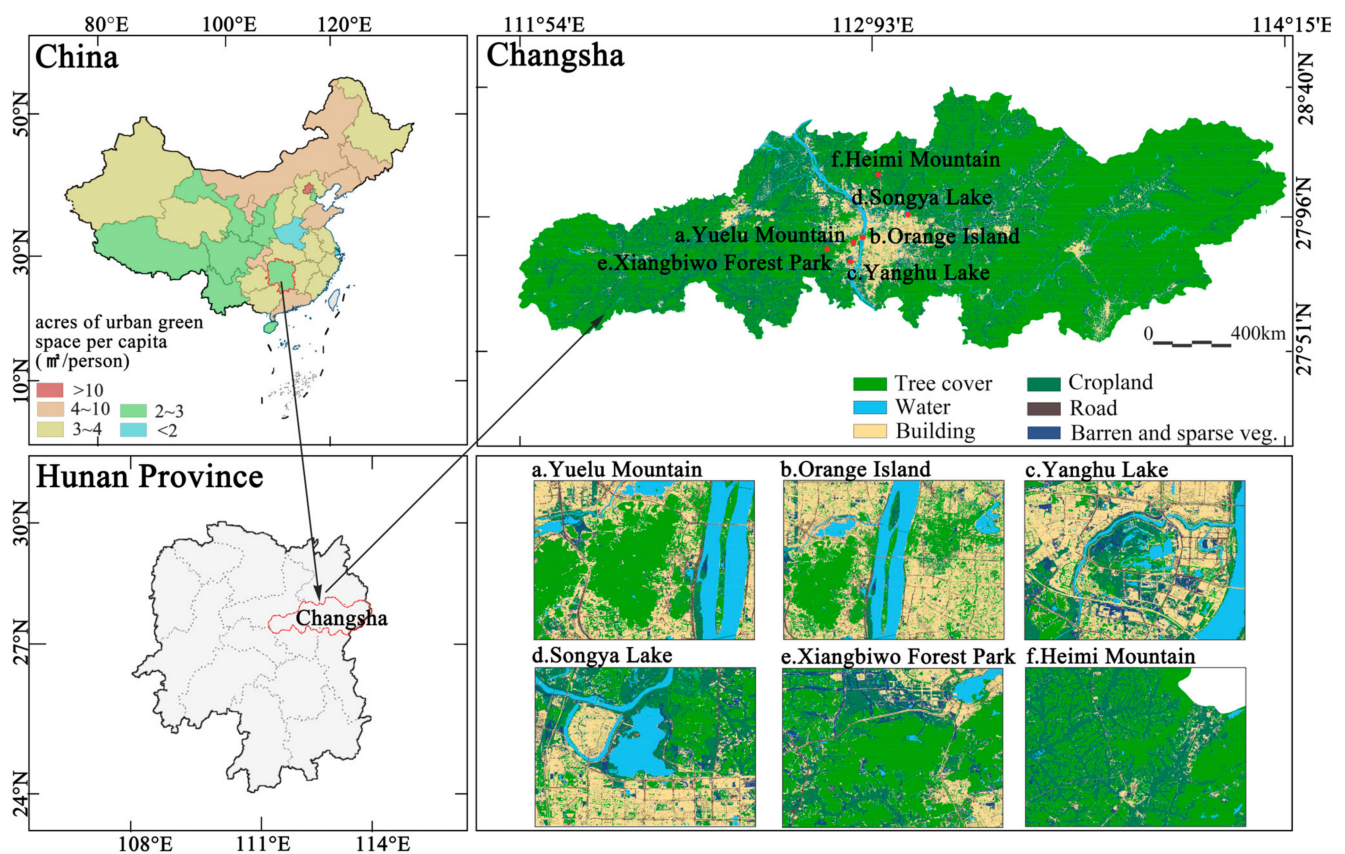 80°E 100°E 120°E
China
50°N
30°N
10°N
acres of urban green
space per capita
( ㎡/person)
>10
4~10
2~3
3~4
<2
111°54'E 112°93'E 114°15'E
Changsha
28°40'N
27°96'N
27°51'N
f.Heimi Mountain
d.Songya Lake
a.Yuelu Mountain
b.Orange Island
e.Xiangbiwo Forest Park
c.Yanghu Lake
0 400km
Tree cover
Cropland
Water
Road
Building
Barren and sparse veg.
Hunan Province
30°N
27°N
24°N
Changsha
108°E 111°E 114°E
a.Yuelu Mountain
b.Orange Island
c.Yanghu Lake
d.Songya Lake
e.Xiangbiwo Forest Park
f.Heimi Mountain